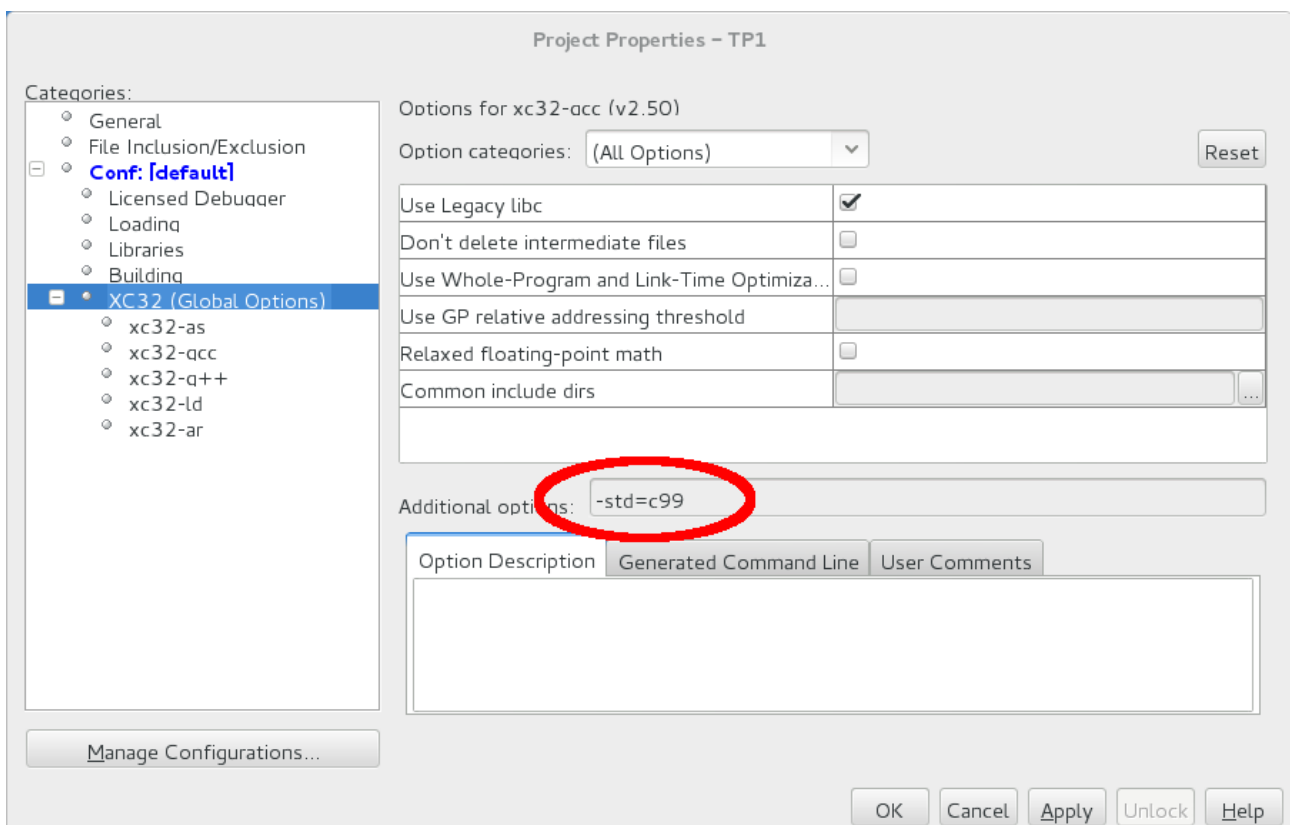 Project Properties – TP1
Categories:
General
File Inclusion/Exclusion
Conf: [default]
Licensed Debugger
Loading
Libraries
Building
XC32 (Global Options)
xc32-as
xc32-gcc
xc32-g++
xc32-ld
xc32-ar
Manage Configurations...
Options for xc32-gcc (v2.50)
Option categories: (All Options) Reset
Use Legacy libc
Don't delete intermediate files
Use Whole-Program and Link-Time Optimiza...
Use GP relative addressing threshold
Relaxed floating-point math
Common include dirs ...
Additional options: -std=c99
Option Description Generated Command Line User Comments
OK Cancel Apply Unlock Help